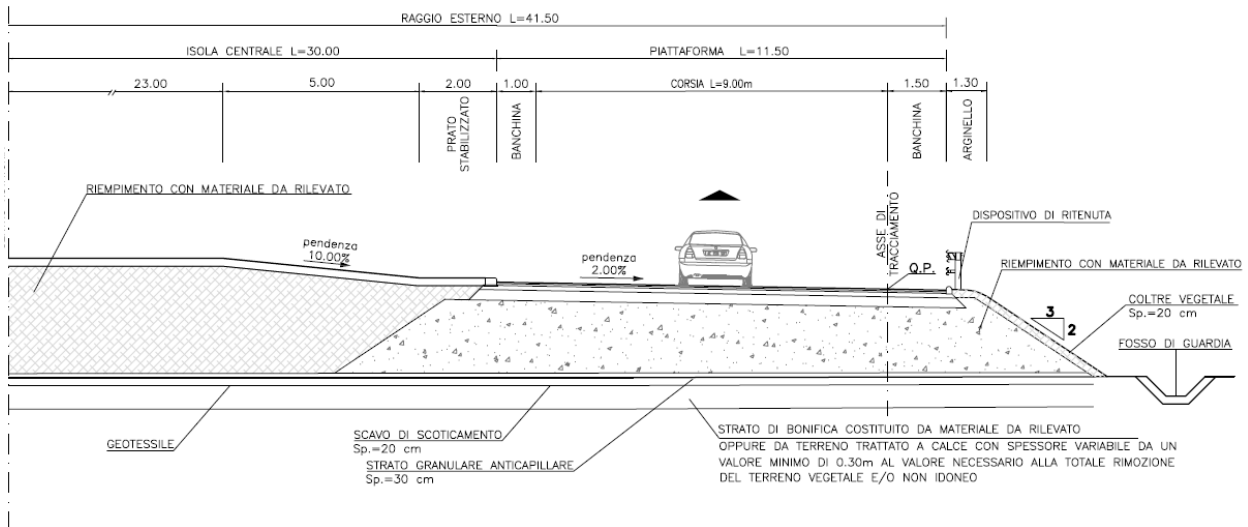 RAGGIO ESTERNO L=41.50
ISOLA CENTRALE L=30.00
PIATTAFORMA L=11.50
23.00
5.00
2.00
1.00
CORSIA L=9.00m
1.50
1.30
PRATO
STABILIZZATO
BANCHINA
BANCHINA
ARGINELLO
RIEMPIMENTO CON MATERIALE DA RILEVATO
pendenza
10.00%
pendenza
2.00%
ASSE DI
TRACCIAMENTO
Q.P.
DISPOSITIVO DI RITENUTA
RIEMPIMENTO CON MATERIALE DA RILEVATO
COLTRE VEGETALE
Sp.=20 cm
3
2
FOSSO DI GUARDIA
GEOTESSILE
SCAVO DI SCOTICAMENTO
Sp.=20 cm
STRATO GRANULARE ANTICAPILLARE
Sp.=30 cm
STRATO DI BONIFICA COSTITUITO DA MATERIALE DA RILEVATO
OPPURE DA TERRENO TRATTATO A CALCE CON SPESSORE VARIABILE DA UN
VALORE MINIMO DI 0.30m AL VALORE NECESSARIO ALLA TOTALE RIMOZIONE
DEL TERRENO VEGETALE E/O NON IDONEO